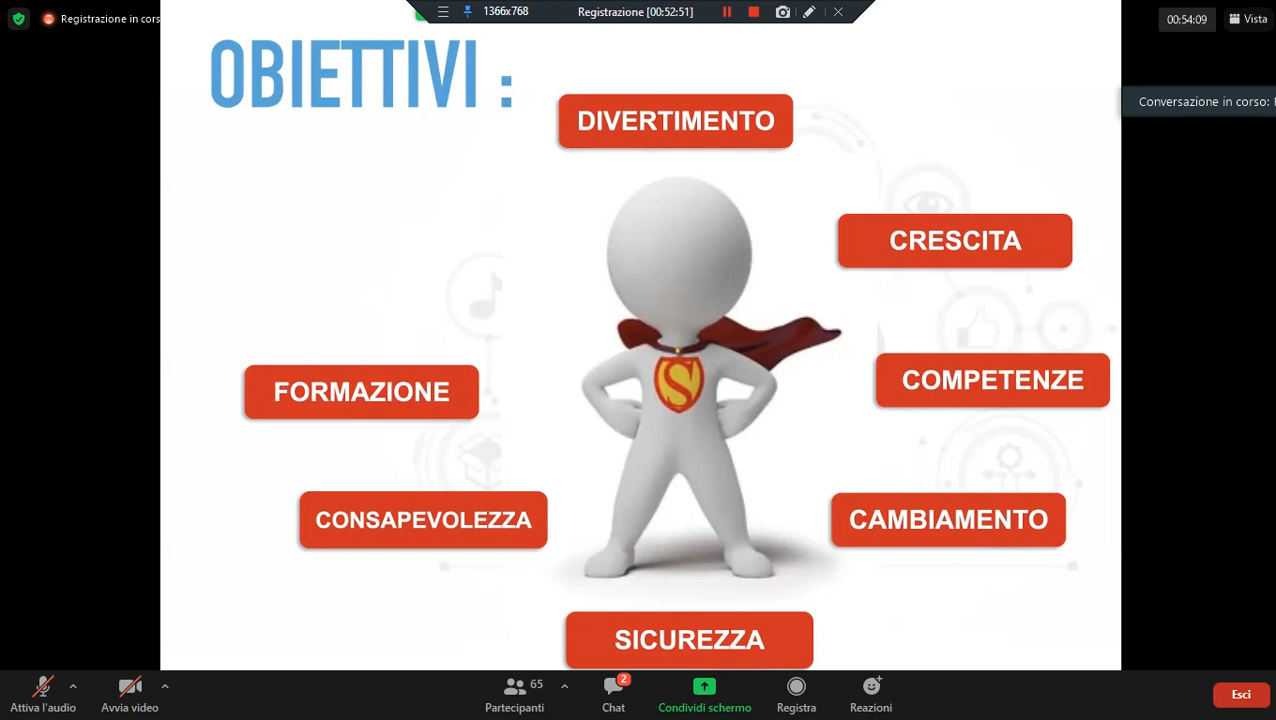 Registrazione in cors
1366x768
Registrazione [00:52:51]
00:54:09
Vista
Conversazione in corso:
OBIETTIVI :
DIVERTIMENTO
CRESCITA
COMPETENZE
FORMAZIONE
S
CONSAPEVOLEZZA
CAMBIAMENTO
SICUREZZA
Attiva l'audio
Avvia video
65
Partecipanti
2
Chat
Condividi schermo
Registra
Reazioni
Esci